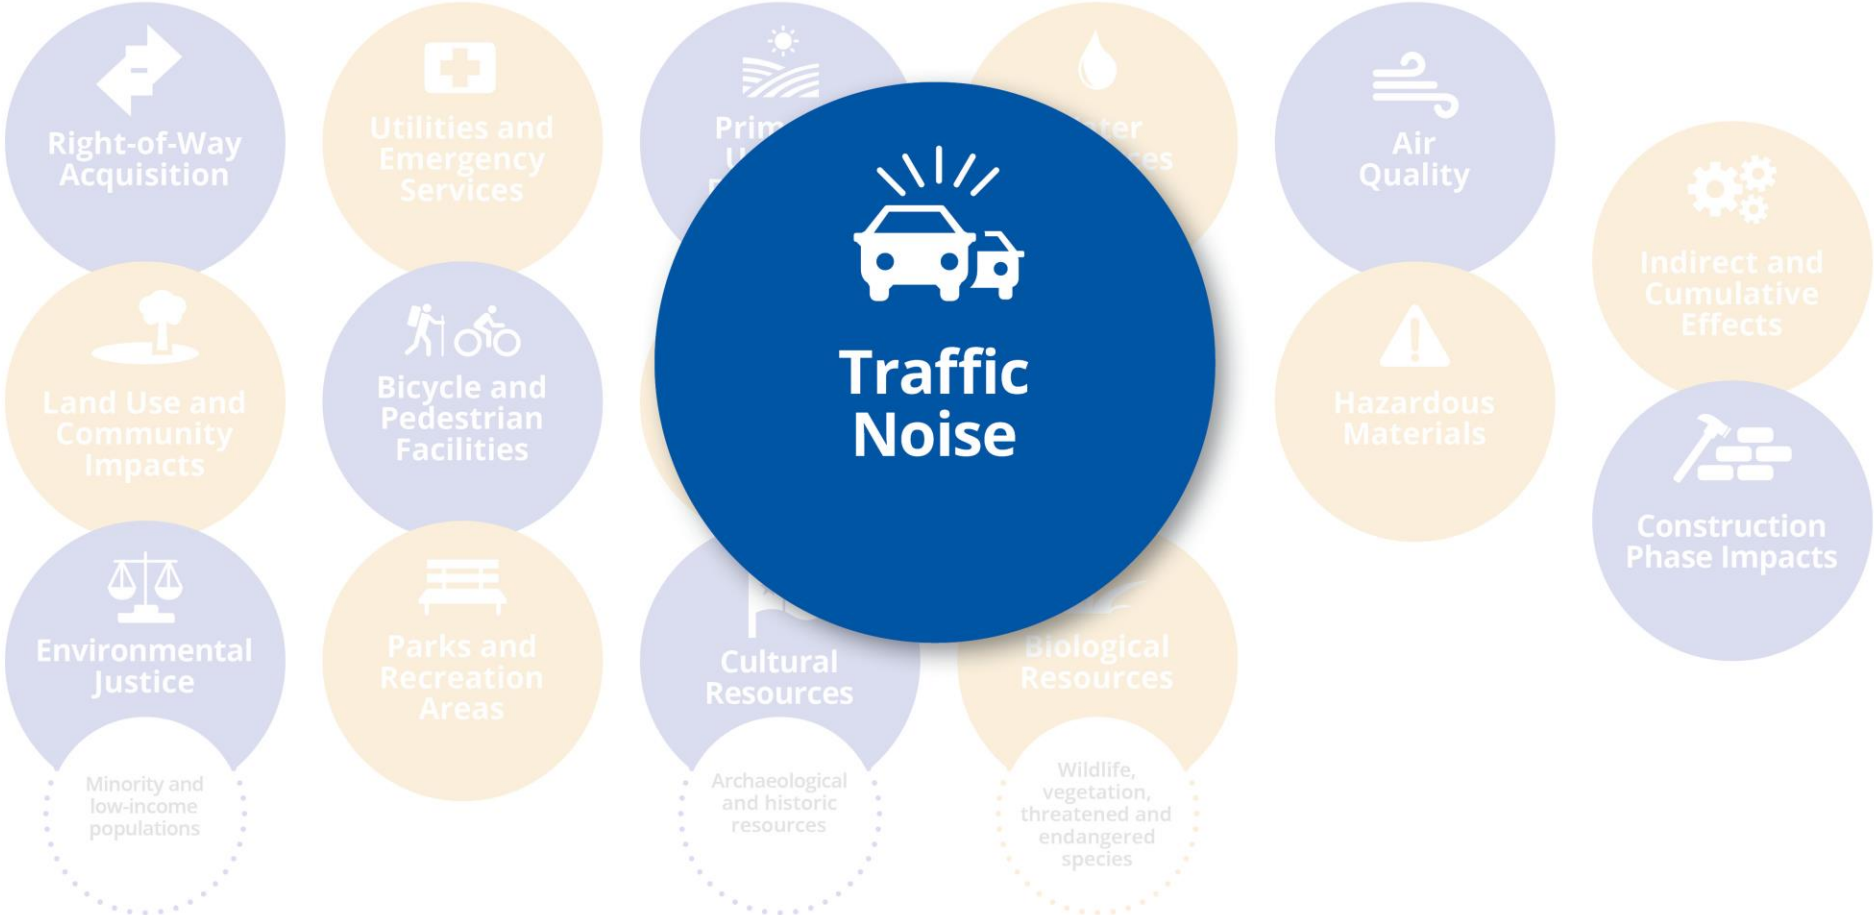 Right-of-Way
Acquisition
Land Use and
Community
Impacts
Environmental
Justice
Minority and
low-income
populations
Utilities and
Emergency
Services
Bicycle and
Pedestrian
Facilities
Parks and
Recreation
Areas
Traffic
Noise
Cultural
Resources
Archaeological
and historic
resources
Biological
Resources
Wildlife,
vegetation,
threatened and
endangered
species
Air
Quality
Hazardous
Materials
Indirect and
Cumulative
Effects
Construction
Phase Impacts